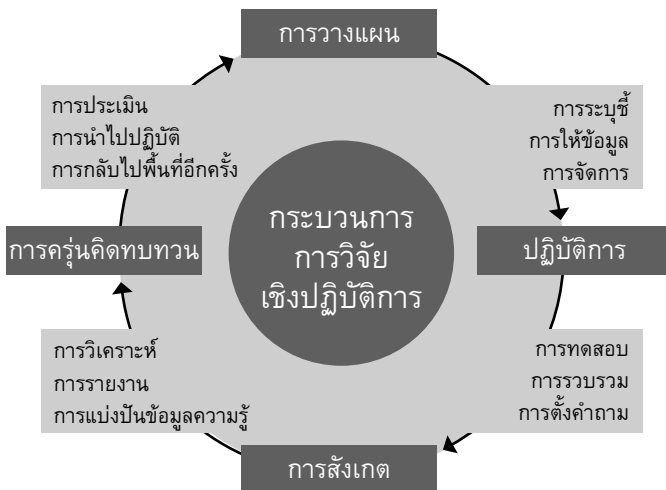 การวางแผน
การประเมิน
การนำไปปฏิบัติ
การกลับไปพื้นที่อีกครั้ง
การระบุชี้
การให้ข้อมูล
การจัดการ
กระบวนการ
การวิจัย
เชิงปฏิบัติการ
การครุ่นคิดทบทวน
ปฏิบัติการ
การวิเคราะห์
การรายงาน
การแบ่งปันข้อมูลความรู้
การทดสอบ
การรวบรวม
การตั้งคำถาม
การสังเกต